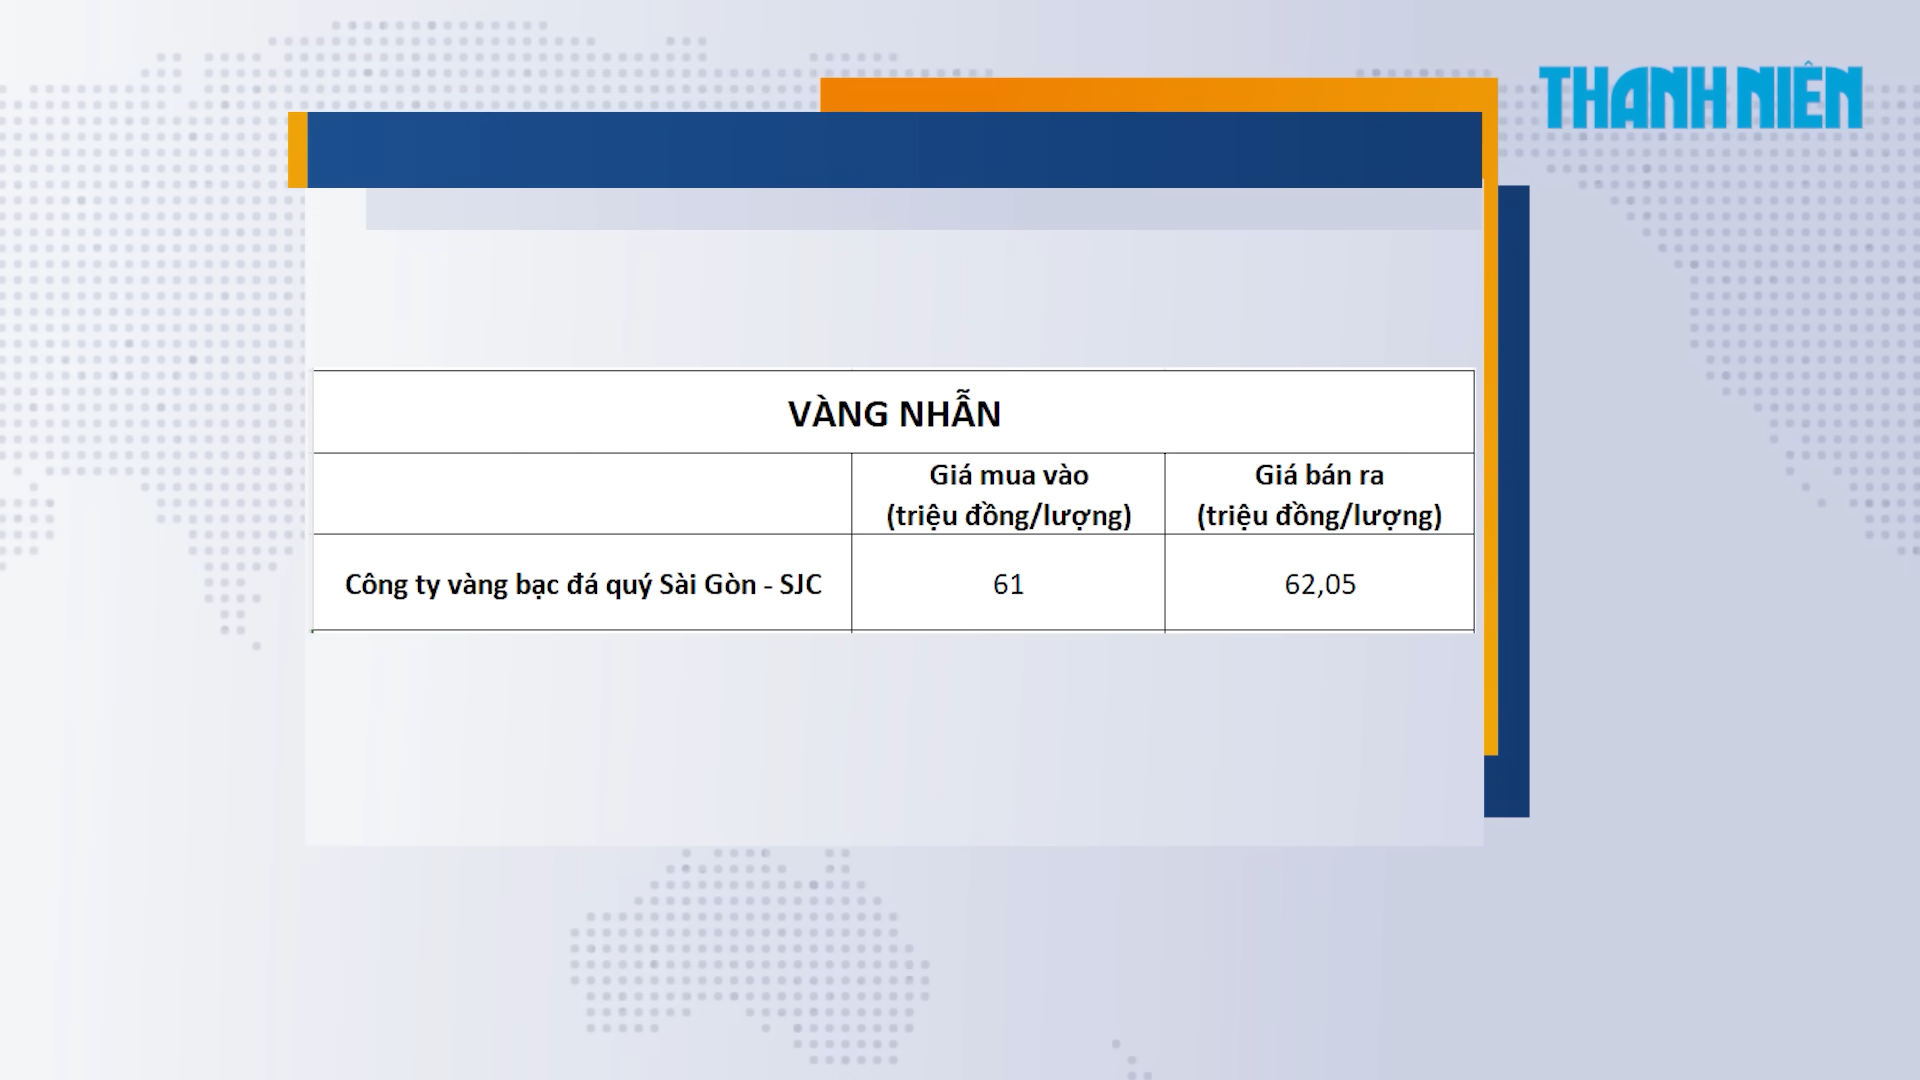 THANH NIÊN
VÀNG NHẪN
Giá mua vào
(triệu đồng/lượng)
Giá bán ra
(triệu đồng/lượng)
Công ty vàng bạc đá quý Sài Gòn - SJC
61
62,05